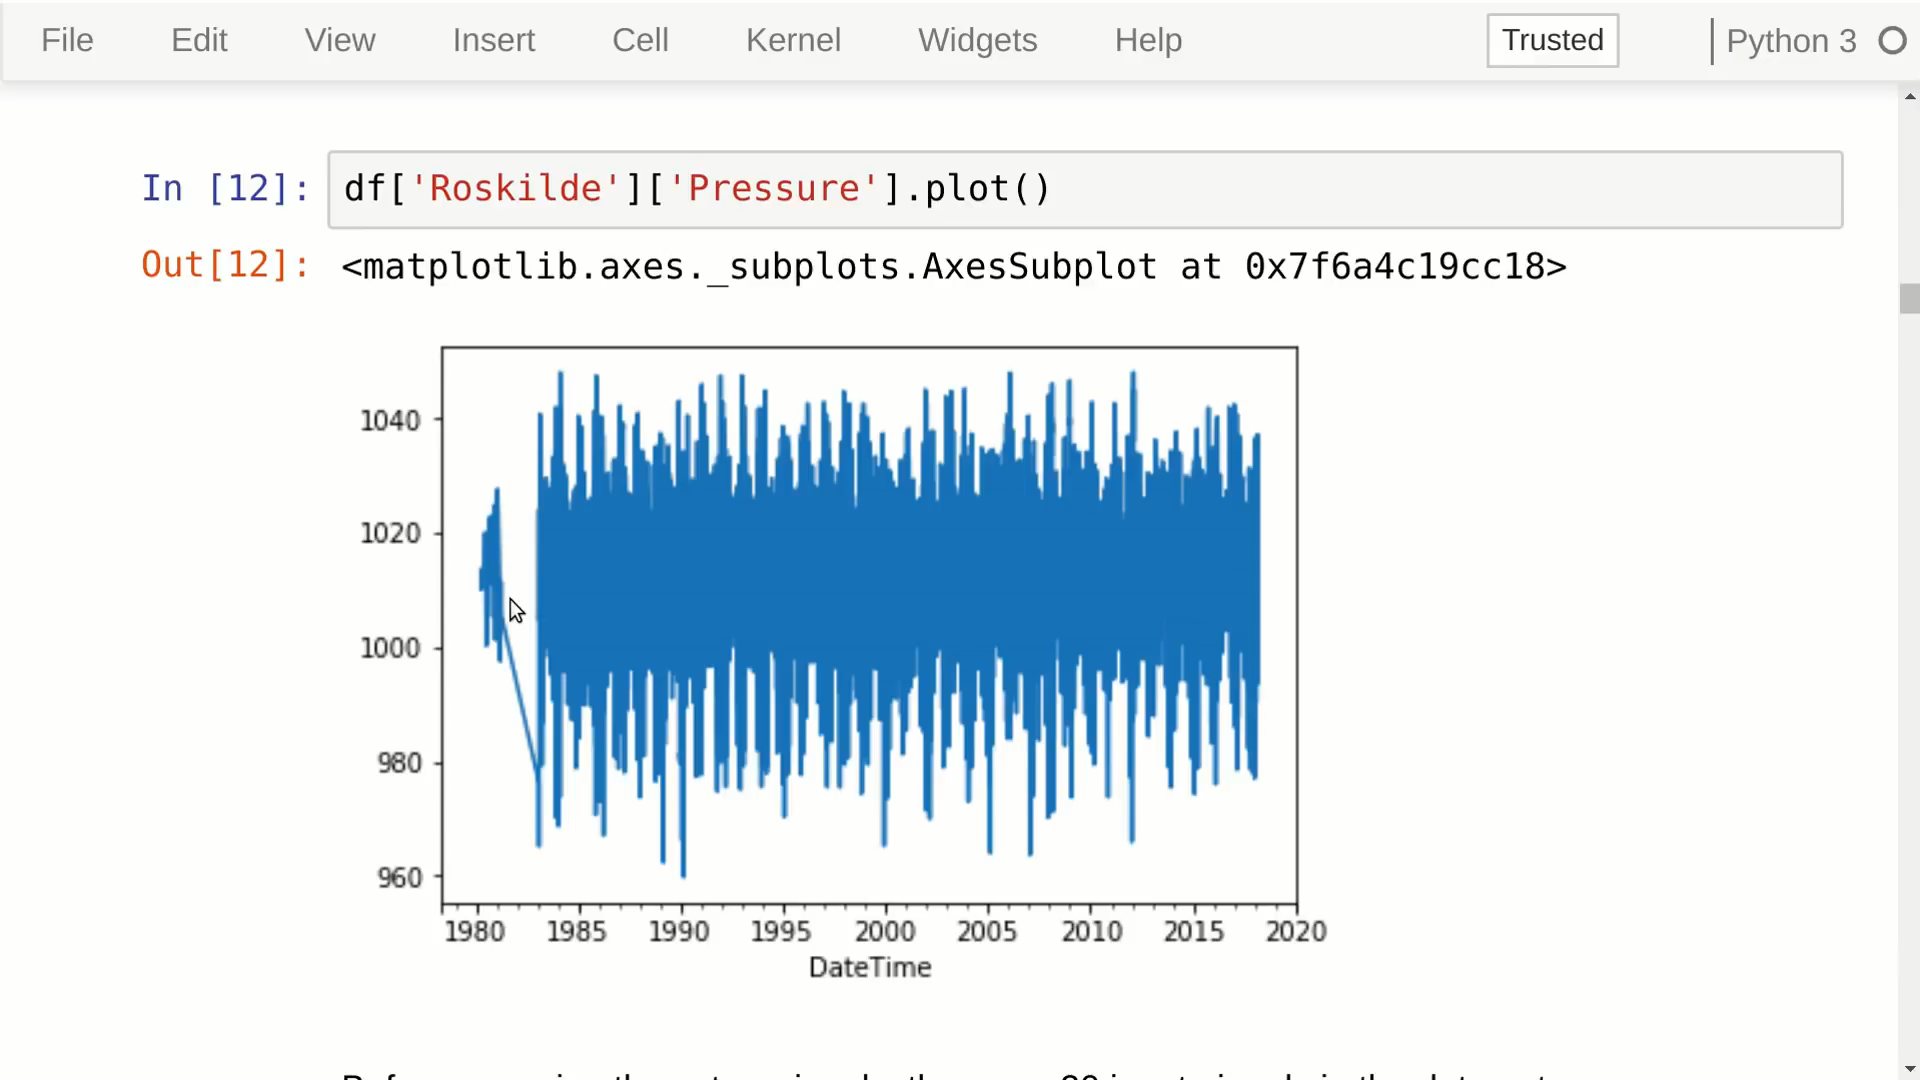 File Edit View Insert Cell Kernel Widgets Help Trusted Python 3
In [12]: df['Roskilde']['Pressure'].plot()
Out[12]: <matplotlib.axes._subplots.AxesSubplot at 0x7f6a4c19cc18>
1040
1020
1000
980
960
1980 1985 1990 1995 2000 2005 2010 2015 2020
DateTime